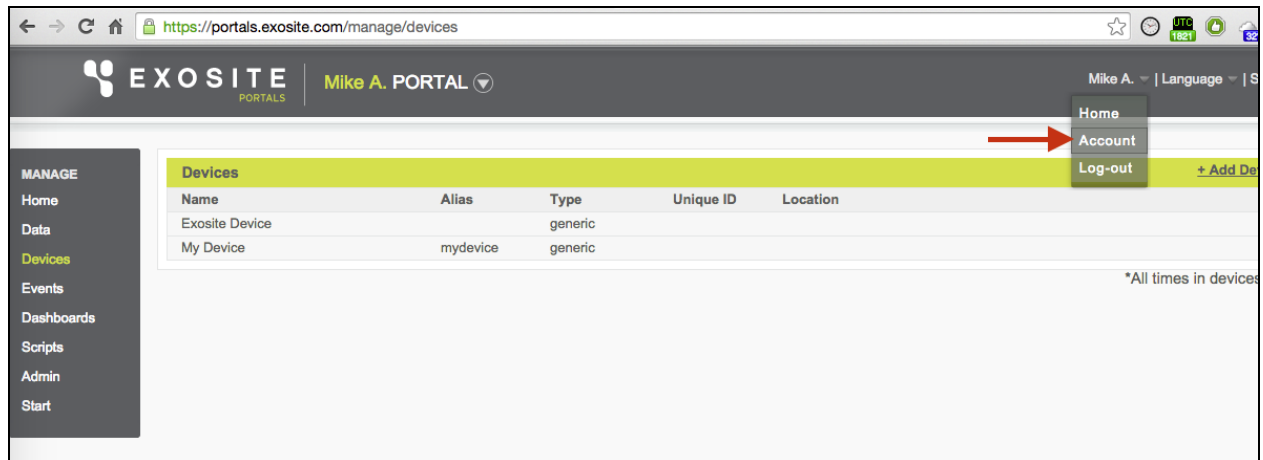 https://portals.exosite.com/manage/devices
UTC
1821
32
EXOSITE
PORTALS
Mike A. PORTAL
Mike A. | Language | S
Home
Account
Log-out
MANAGE
Home
Data
Devices
Events
Dashboards
Scripts
Admin
Start
Devices + Add De
Name Alias Type Unique ID Location
Exosite Device generic
My Device mydevice generic
*All times in devices